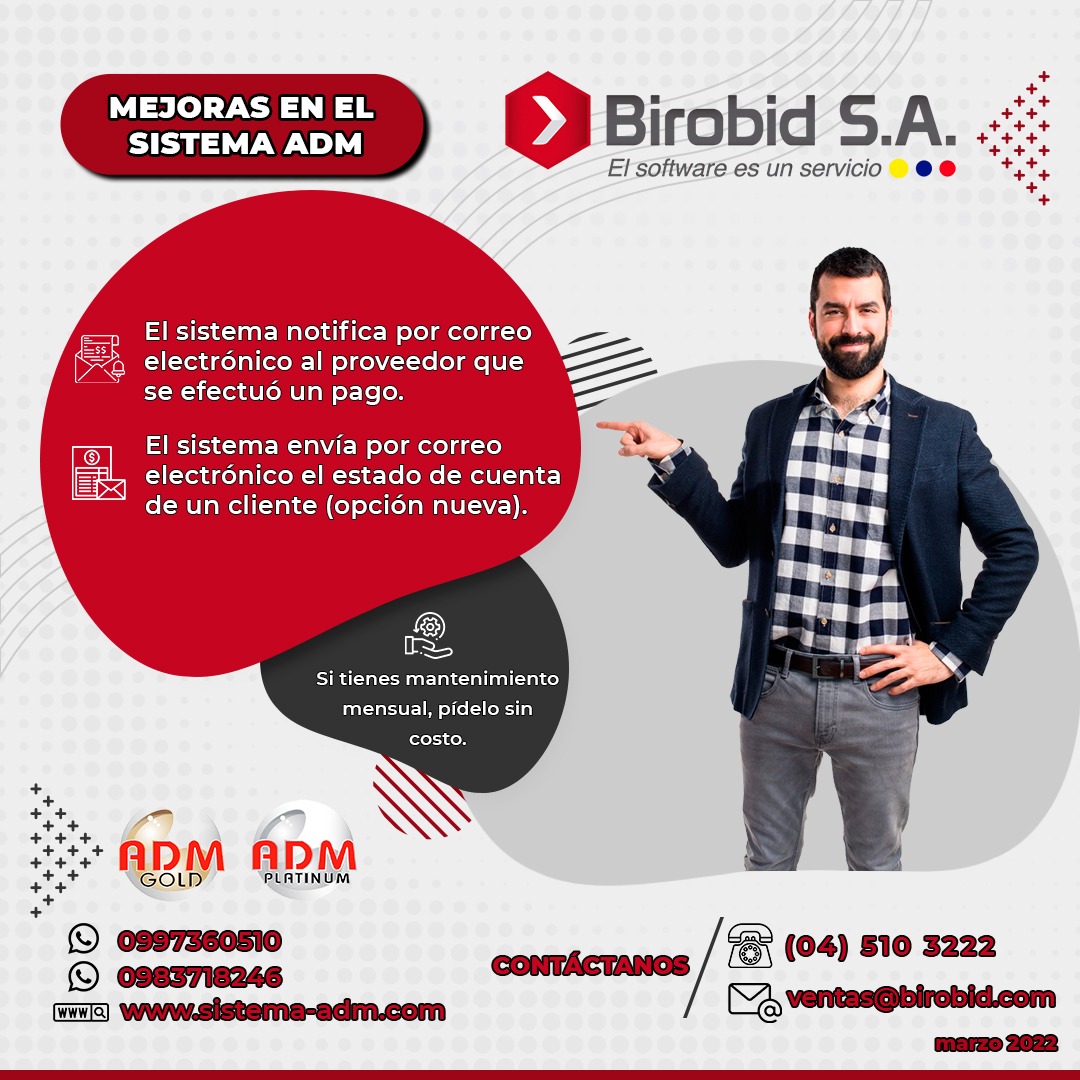 MEJORAS EN EL
SISTEMA ADM
Birobid S.A.
El software es un servicio
El sistema notifica por correo
electrónico al proveedor que
se efectuó un pago.
$$
El sistema envía por correo
electrónico el estado de cuenta
de un cliente (opción nueva).
$
Si tienes mantenimiento
mensual, pídelo sin
costo.
ADM
GOLD
ADM
PLATINUM
0997360510
0983718246
WWW
www.sistema-adm.com
CONTÁCTANOS
(04) 510 3222
@
ventas@birobid.com
marzo 2022